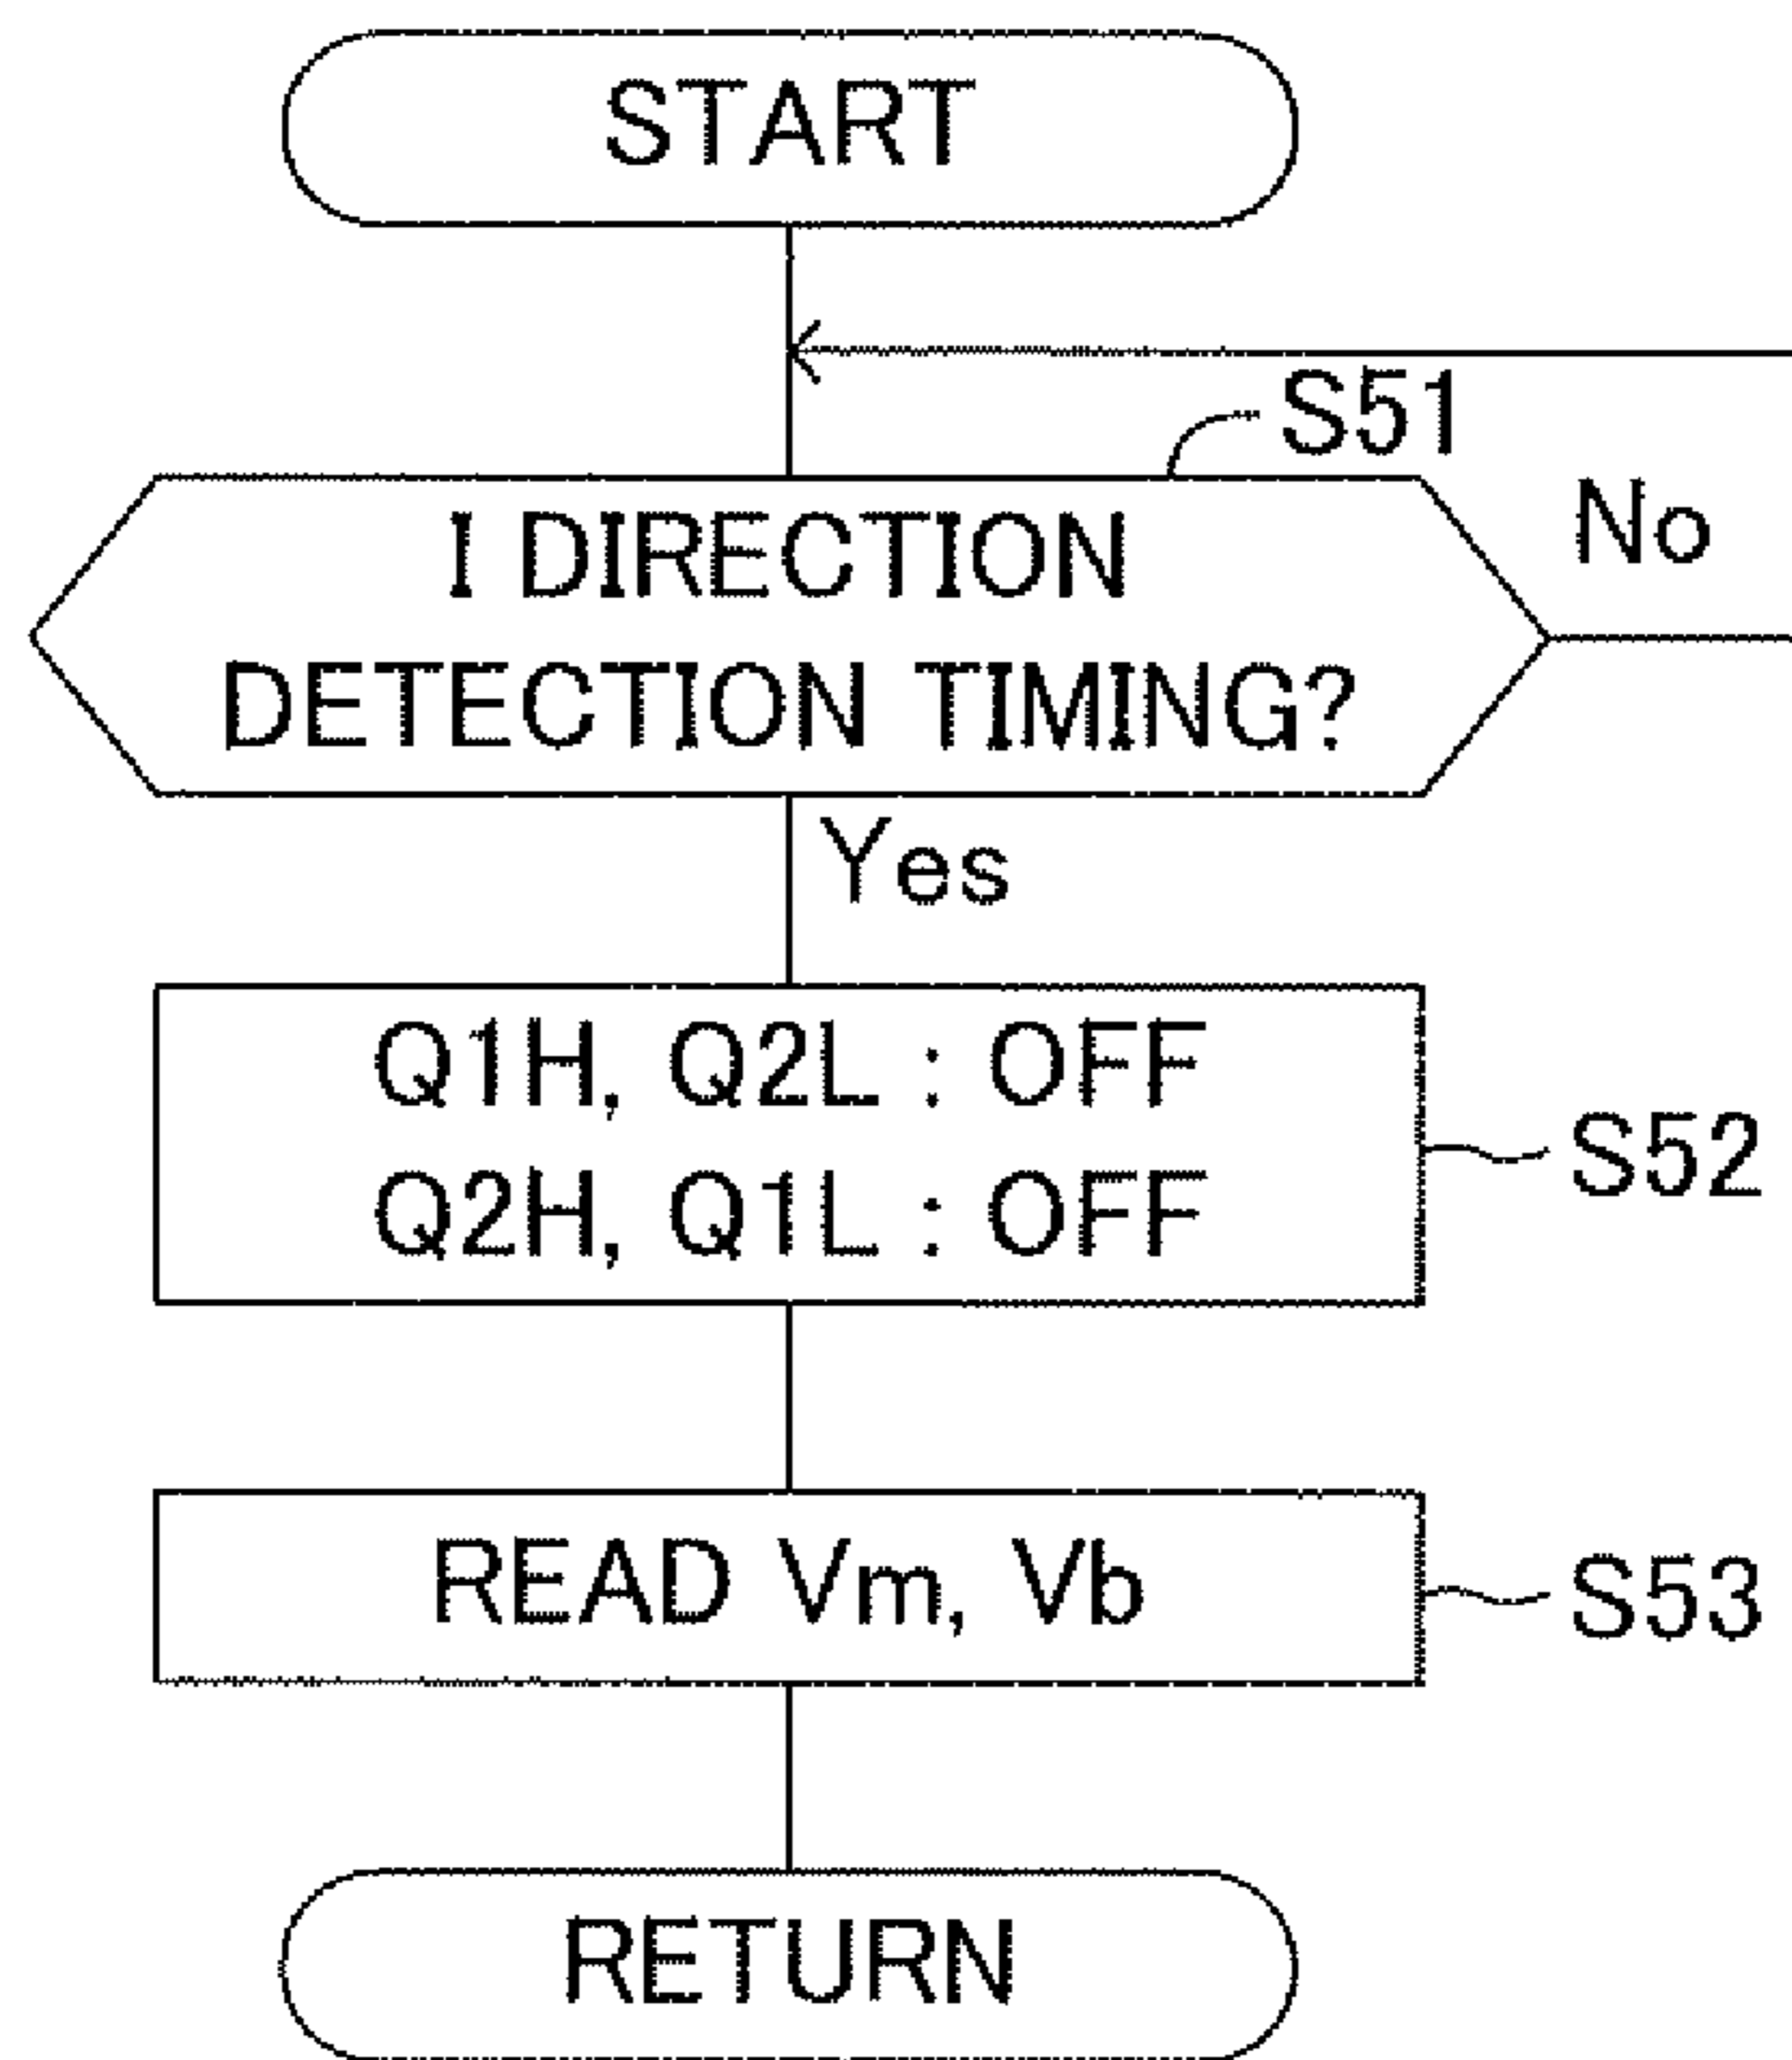 START
S51
I DIRECTION
DETECTION TIMING?
No
Yes
Q1H, Q2L : OFF
Q2H, Q1L : OFF
S52
READ Vm, Vb
S53
RETURN